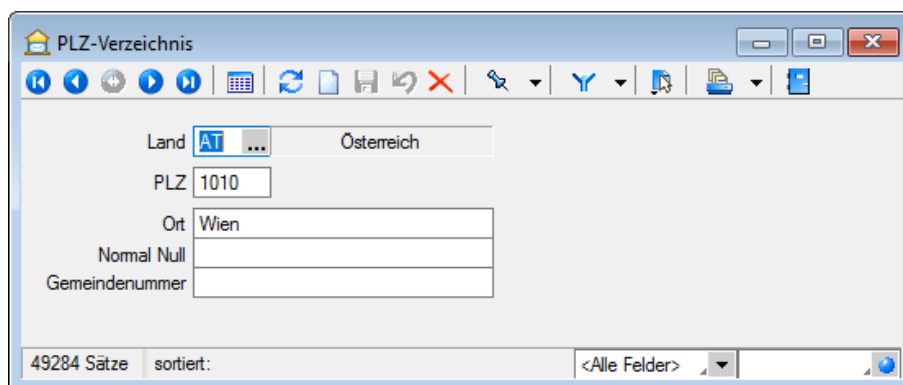 PLZ-Verzeichnis
Land AT ... Österreich
PLZ 1010
Ort Wien
Normal Null
Gemeindenummer
49284 Sätze sortiert: <Alle Felder>